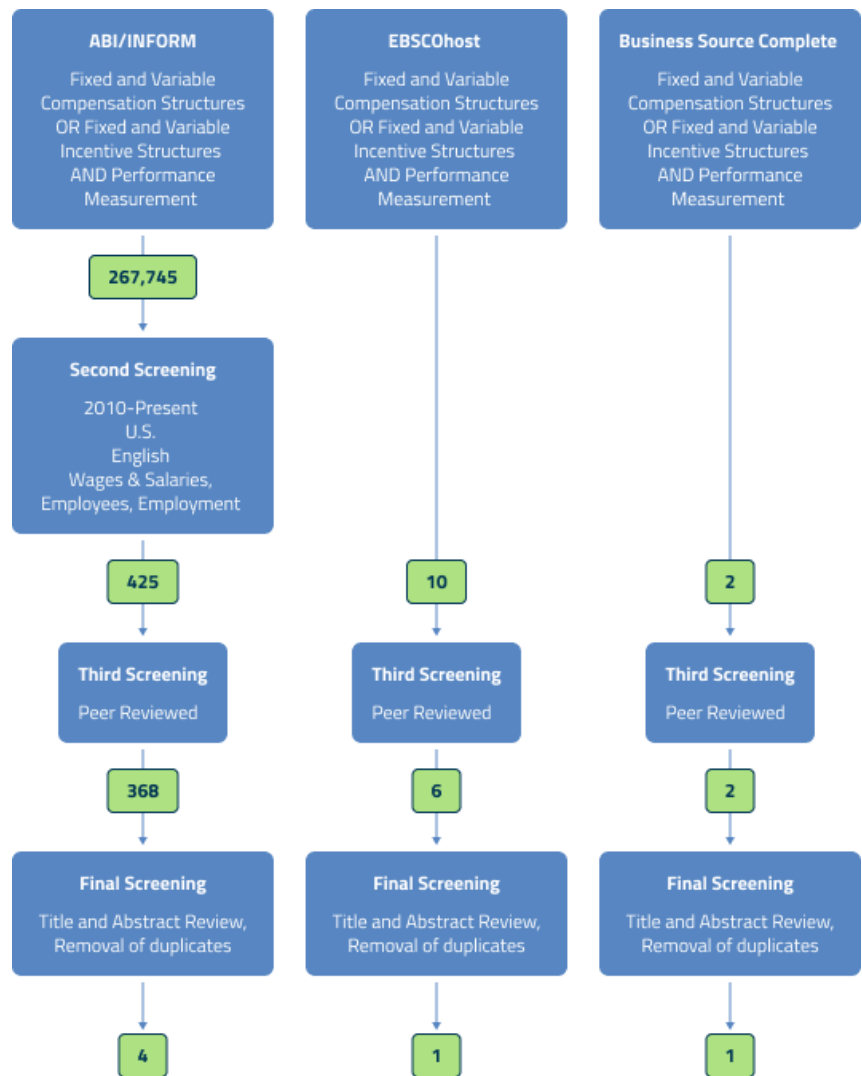 ABI/INFORM
Fixed and Variable
Compensation Structures
OR Fixed and Variable
Incentive Structures
AND Performance
Measurement
EBSCOhost
Fixed and Variable
Compensation Structures
OR Fixed and Variable
Incentive Structures
AND Performance
Measurement
Business Source Complete
Fixed and Variable
Compensation Structures
OR Fixed and Variable
Incentive Structures
AND Performance
Measurement
267,745
Second Screening
2010-Present
U.S.
English
Wages & Salaries,
Employees, Employment
425
10
2
Third Screening
Peer Reviewed
Third Screening
Peer Reviewed
Third Screening
Peer Reviewed
368
6
2
Final Screening
Title and Abstract Review,
Removal of duplicates
Final Screening
Title and Abstract Review,
Removal of duplicates
Final Screening
Title and Abstract Review,
Removal of duplicates
4
1
1